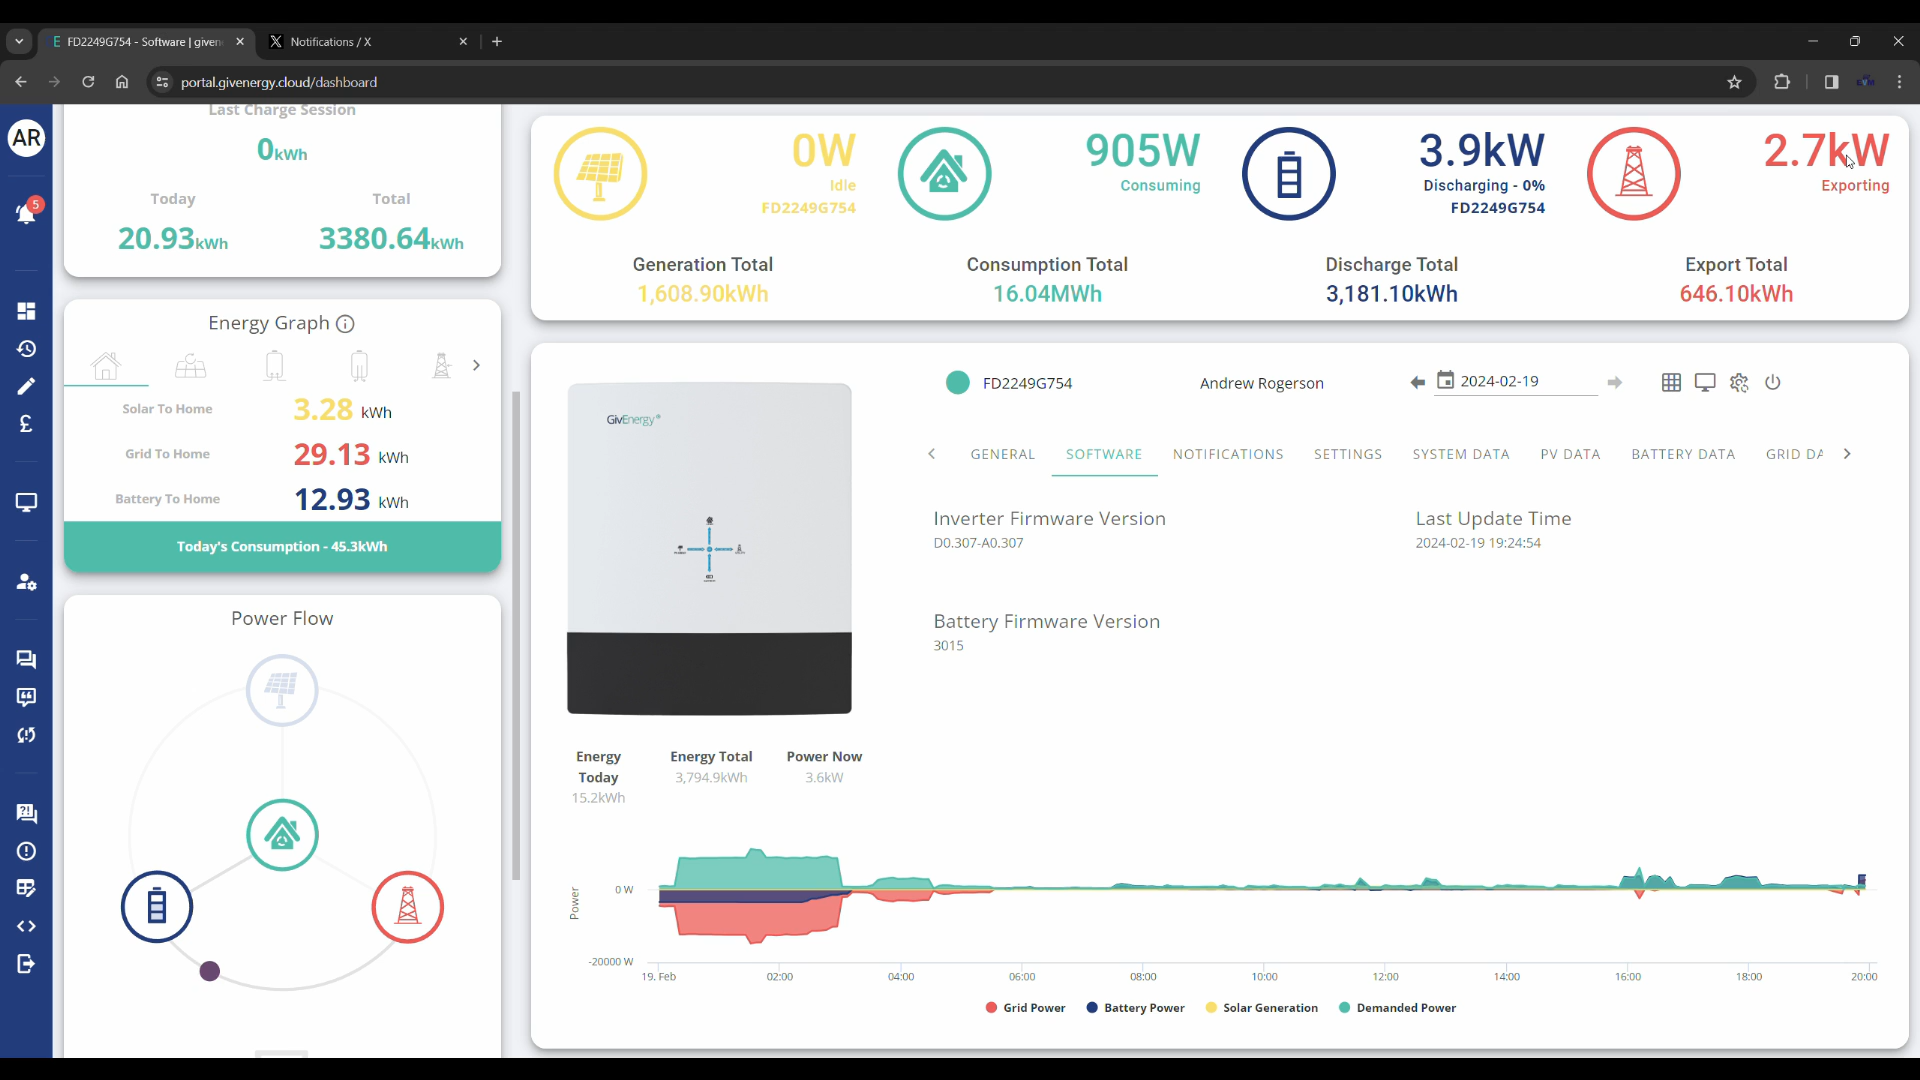 FD2249G754 - Software | given
Notifications / X
portal.givenergy.cloud/dashboard
AR
5
Last Charge Session
0kWh
Today
Total
20.93kWh
3380.64kWh
Energy Graph
Solar To Home
3.28 kWh
Grid To Home
29.13 kWh
Battery To Home
12.93 kWh
Today's Consumption - 45.3kWh
Power Flow
0W
Idle
FD2249G754
905W
Consuming
3.9kW
Discharging - 0%
FD2249G754
2.7kW
Exporting
Generation Total
1,608.90kWh
Consumption Total
16.04MWh
Discharge Total
3,181.10kWh
Export Total
646.10kWh
GivEnergy
FD2249G754
Andrew Rogerson
2024-02-19
GENERAL
SOFTWARE
NOTIFICATIONS
SETTINGS
SYSTEM DATA
PV DATA
BATTERY DATA
GRID DA
Inverter Firmware Version
D0.307-A0.307
Last Update Time
2024-02-19 19:24:54
Battery Firmware Version
3015
Energy
Today
15.2kWh
Energy Total
3,794.9kWh
Power Now
3.6kW
Power
0 W
-20000 W
19. Feb
02:00
04:00
06:00
08:00
10:00
12:00
14:00
16:00
18:00
20:00
Grid Power
Battery Power
Solar Generation
Demanded Power